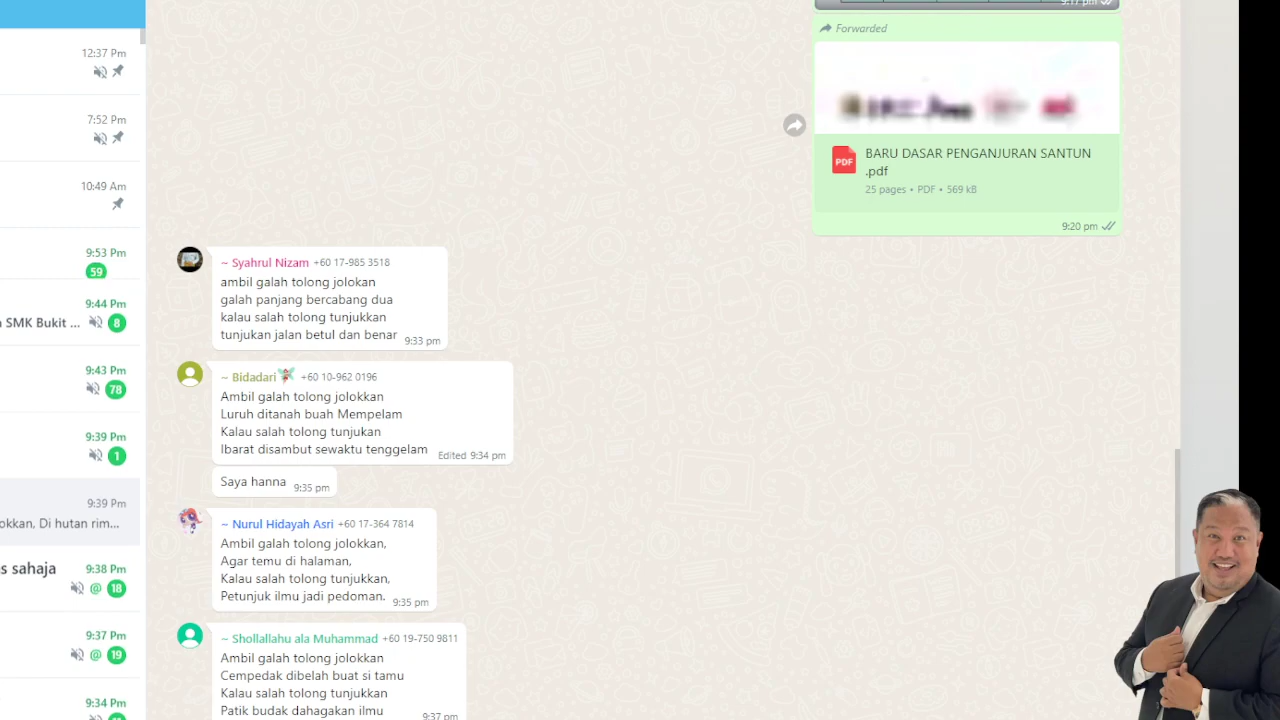 12:37 Pm
7:52 Pm
10:49 Am
9:53 Pm
59
9:44 Pm
SMK Bukit ...
8
9:43 Pm
78
9:39 Pm
1
9:39 Pm
okkan, Di hutan rim...
s sahaja
9:38 Pm
@ 18
9:37 Pm
@ 19
9:34 Pm
9:17 pm
Forwarded
BARU DASAR PENGANJURAN SANTUN
.pdf
PDF
25 pages • PDF • 569 kB
9:20 pm
~ Syahrul Nizam +60 17-985 3518
ambil galah tolong jolokan
galah panjang bercabang dua
kalau salah tolong tunjukkan
tunjukan jalan betul dan benar
9:33 pm
~ Bidadari🧚 +60 10-962 0196
Ambil galah tolong jolokkan
Luruh ditanah buah Mempelam
Kalau salah tolong tunjukan
Ibarat disambut sewaktu tenggelam
Edited 9:34 pm
Saya hanna
9:35 pm
~ Nurul Hidayah Asri +60 17-364 7814
Ambil galah tolong jolokkan,
Agar temu di halaman,
Kalau salah tolong tunjukkan,
Petunjuk ilmu jadi pedoman.
9:35 pm
~ Shollallahu ala Muhammad +60 19-750 9811
Ambil galah tolong jolokkan
Cempedak dibelah buat si tamu
Kalau salah tolong tunjukkan
Patik budak dahagakan ilmu
9:37 pm